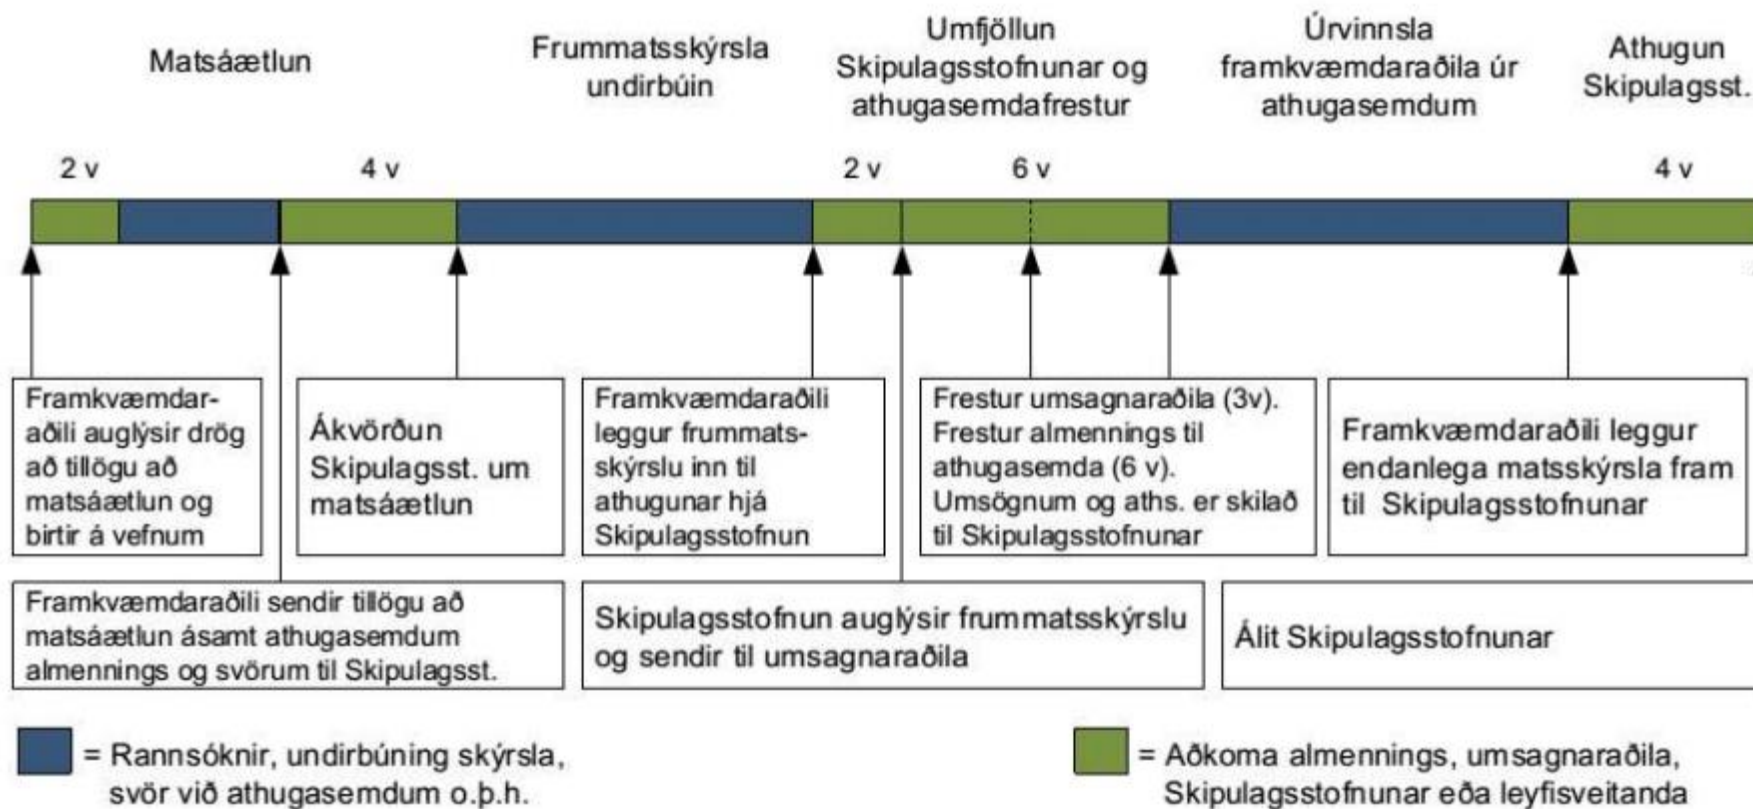 Matsáætlun
Frummatsskýrsla
undirbúin
Umfjöllun
Skipulagsstofnunar og
athugasemdafrestur
Úrvinnsla
framkvæmdaraðila úr
athugasemdum
Athugun
Skipulagsst.
2 v
4 v
2 v
6 v
4 v
Framkvæmdar-
aðili auglýsir drög
að tillögu að
matsáætlun og
birtir á vefnum
Ákvörðun
Skipulagsst. um
matsáætlun
Framkvæmdaraðili
leggur frummats-
skýrslu inn til
athugunar hjá
Skipulagsstofnun
Frestur umsagnaraðila (3v).
Frestur almennings til
athugasemda (6 v).
Umsögnum og aths. er skilað
til Skipulagsstofnunar
Framkvæmdaraðili leggur
endanlega matsskýrsla fram
til Skipulagsstofnunar
Framkvæmdaraðili sendir tillögu að
matsáætlun ásamt athugasemdum
almennings og svörum til Skipulagsst.
Skipulagsstofnun auglýsir frummatsskýrslu
og sendir til umsagnaraðila
Álit Skipulagsstofnunar
= Rannsóknir, undirbúning skýrsla,
svör við athugasemdum o.þ.h.
= Aðkoma almennings, umsagnaraðila,
Skipulagsstofnunar eða leyfisveitanda